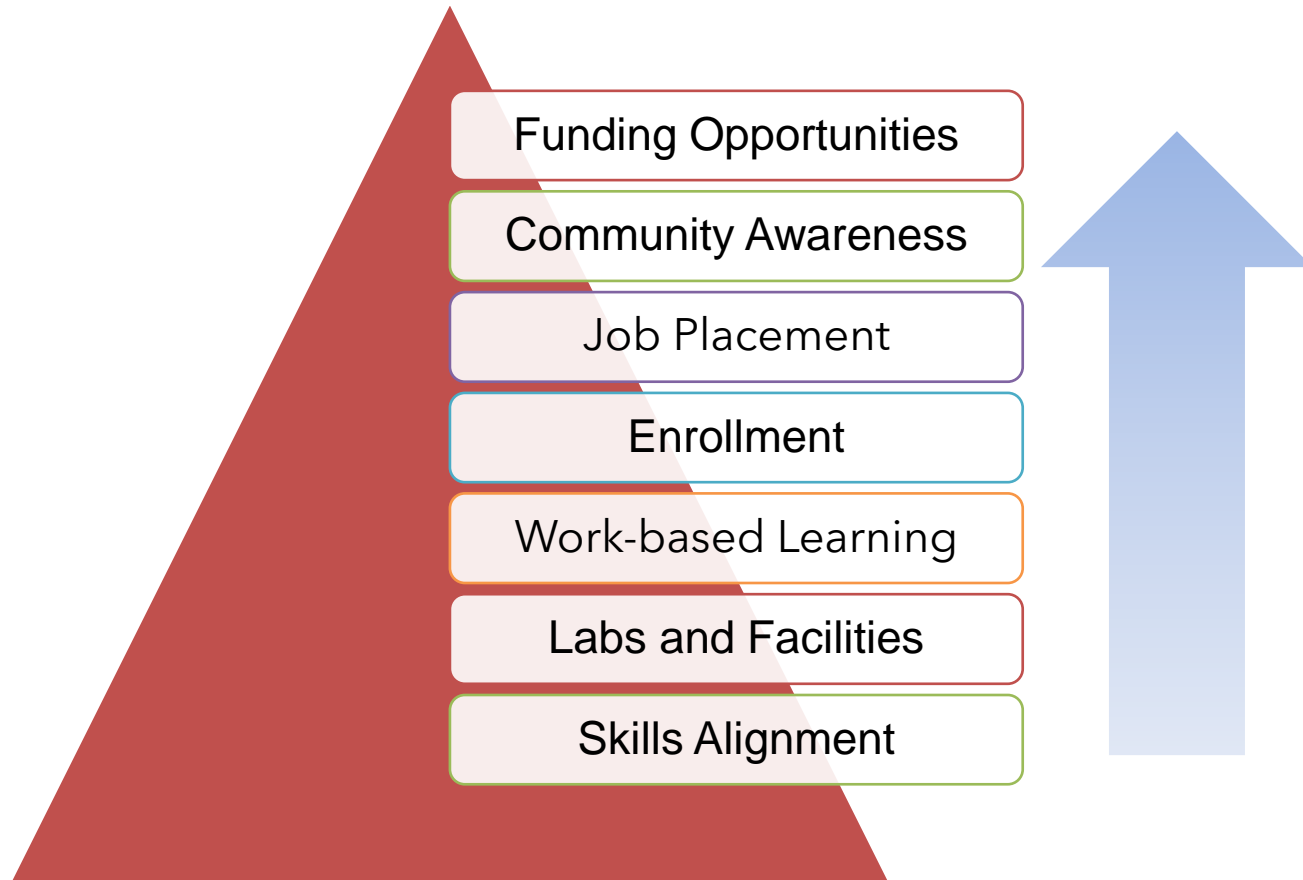 Funding Opportunities
Community Awareness
Job Placement
Enrollment
Work-based Learning
Labs and Facilities
Skills Alignment